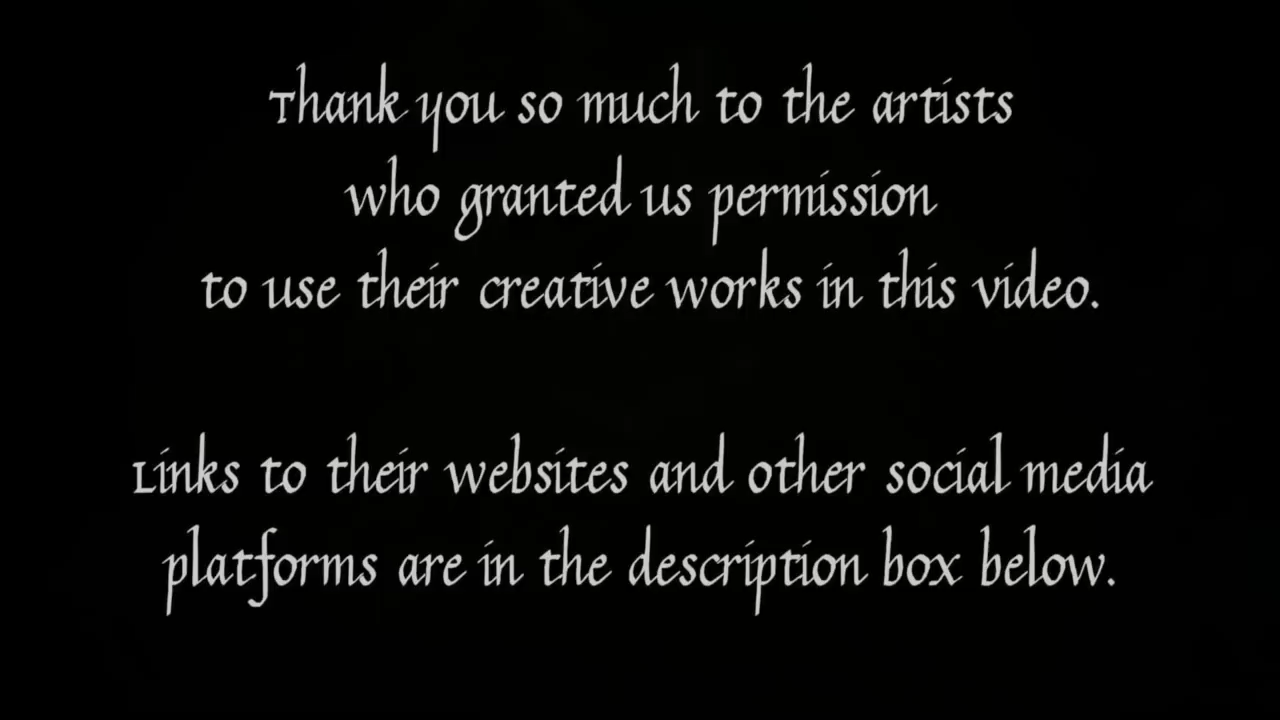 Thank you so much to the artists
who granted us permission
to use their creative works in this video.
Links to their websites and other social media
platforms are in the description box below.